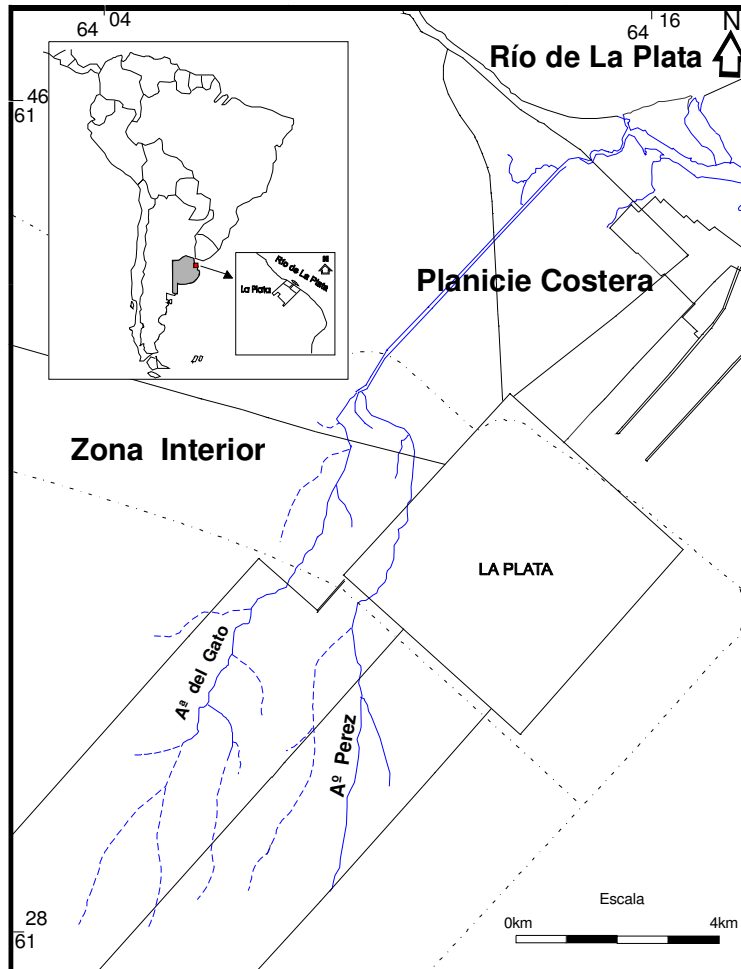 64 04
64 16
N
Río de La Plata
46
61
Río de La Plata
N
La Plata
Planicie Costera
Zona Interior
LA PLATA
Aª del Gato
Aº Perez
28
61
Escala
0km 4km